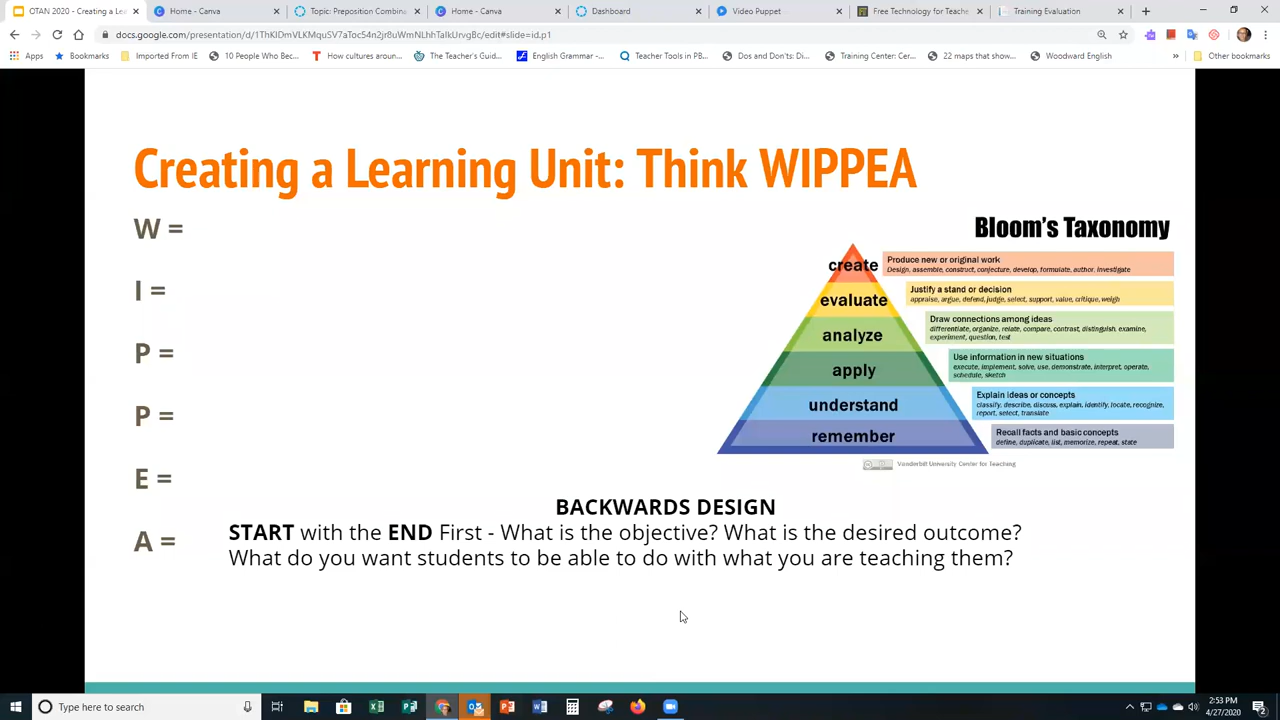 OTAN 2020 - Creating a Lea
Home - Canva
Topic: Preposition Combina
Home - Canva
Dashboard
Video Puppet
Free Technology for Teache
Training Evaluation
docs.google.com/presentation/d/
/edit#slide=id.p1
Apps
Bookmarks
Imported From IE
10 People Who Bec...
How cultures aroun...
The Teacher's Guid...
English Grammar -...
Teacher Tools in PB...
Dos and Don'ts: Di...
Training Center: Cer...
22 maps that show...
Woodward English
»
Other bookmarks
Creating a Learning Unit: Think WIPPEA
W =
I =
P =
P =
E =
A =
Bloom's Taxonomy
create
Produce new or original work
Design, assemble, construct, conjecture, develop, formulate, author, investigate
evaluate
Justify a stand or decision
appraise, argue, defend, judge, select, support, value, critique, weigh
analyze
Draw connections among ideas
differentiate, organize, relate, compare, contrast, distinguish, examine,
experiment, question, test
apply
Use information in new situations
execute, implement, solve, use, demonstrate, interpret, operate,
schedule, sketch
understand
Explain ideas or concepts
classify, describe, discuss, explain, identify, locate, recognize,
report, select, translate
remember
Recall facts and basic concepts
define, duplicate, list, memorize, repeat, state
Vanderbilt University Center for Teaching
BACKWARDS DESIGN
START with the END First - What is the objective? What is the desired outcome?
What do you want students to be able to do with what you are teaching them?
Type here to search
2:53 PM
4/27/2020
2